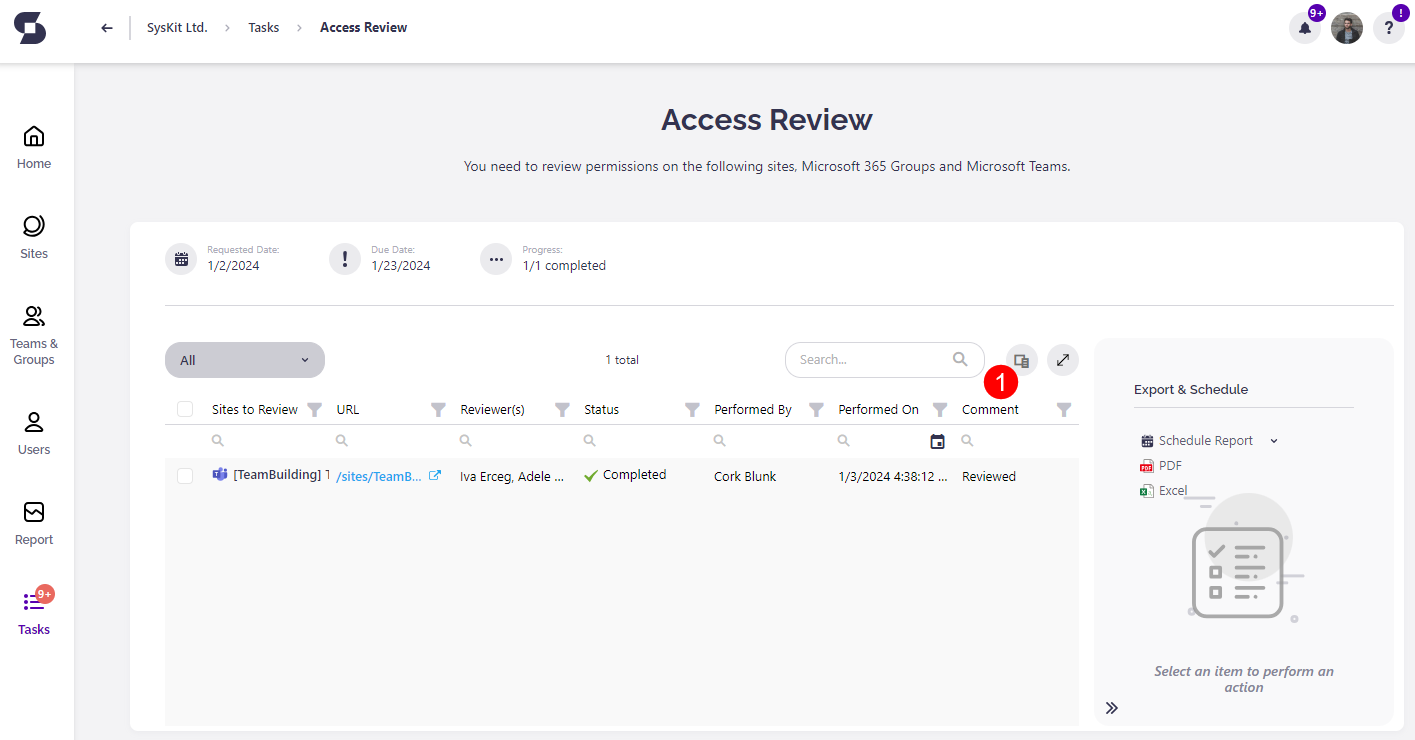 SysKit Ltd. > Tasks > Access Review
9+
!
?
Home
Sites
Teams &
Groups
Users
Report
9+
Tasks
Access Review
You need to review permissions on the following sites, Microsoft 365 Groups and Microsoft Teams.
Requested Date:
1/2/2024
Due Date:
1/23/2024
Progress:
1/1 completed
All
1 total
Search...
1
Sites to Review URL Reviewer(s) Status Performed By Performed On Comment
[TeamBuilding] T /sites/TeamB... Iva Erceg, Adele ... Completed Cork Blunk 1/3/2024 4:38:12 ... Reviewed
Export & Schedule
Schedule Report
PDF
Excel
Select an item to perform an
action